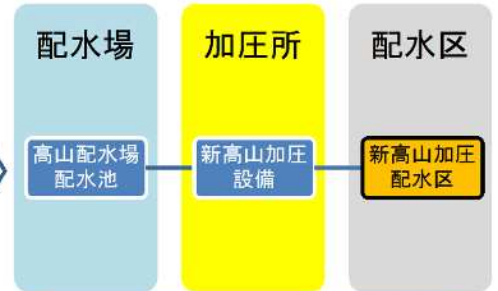 配水場
加圧所
配水区
高山配水場
配水池
新高山加圧
設備
新高山加圧
配水区